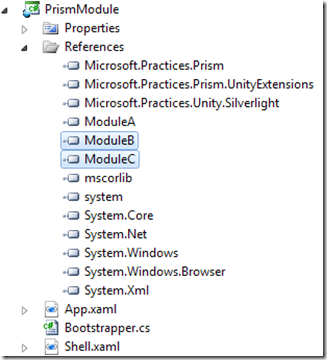 PrismModule
Properties
References
Microsoft.Practices.Prism
Microsoft.Practices.Prism.UnityExtensions
Microsoft.Practices.Unity.Silverlight
ModuleA
ModuleB
ModuleC
mscorlib
system
System.Core
System.Net
System.Windows
System.Windows.Browser
System.Xml
App.xaml
Bootstrapper.cs
Shell.xaml